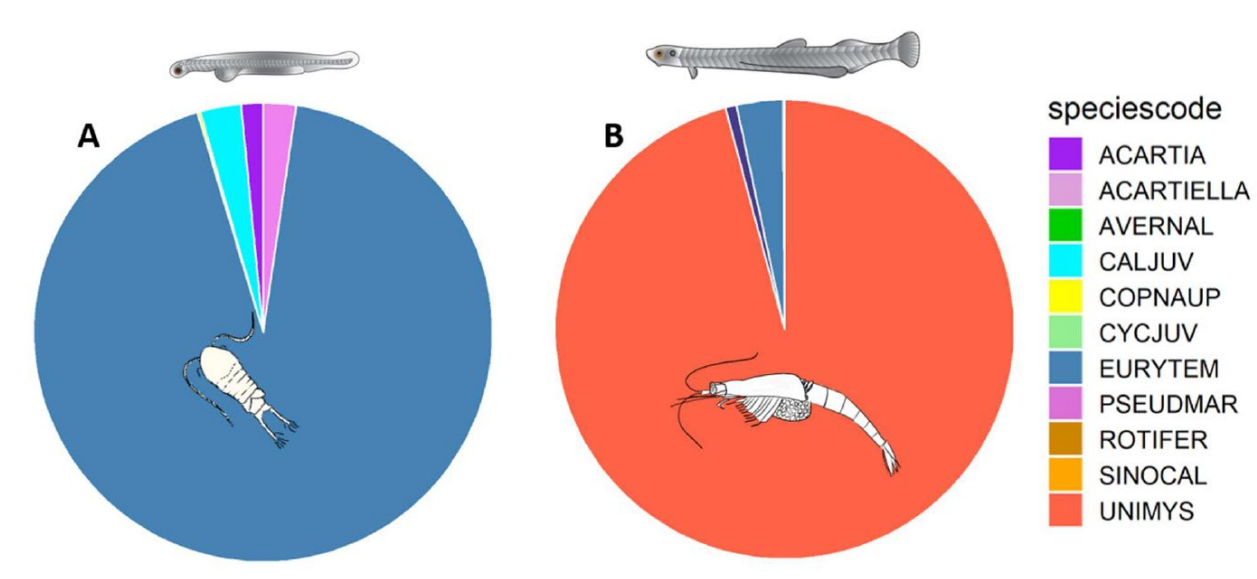 A
B
speciescode
ACARTIA
ACARTIELLA
AVERNAL
CALJUV
COPNAUP
CYCJUV
EURYTEM
PSEUDMAR
ROTIFER
SINOCAL
UNIMYS